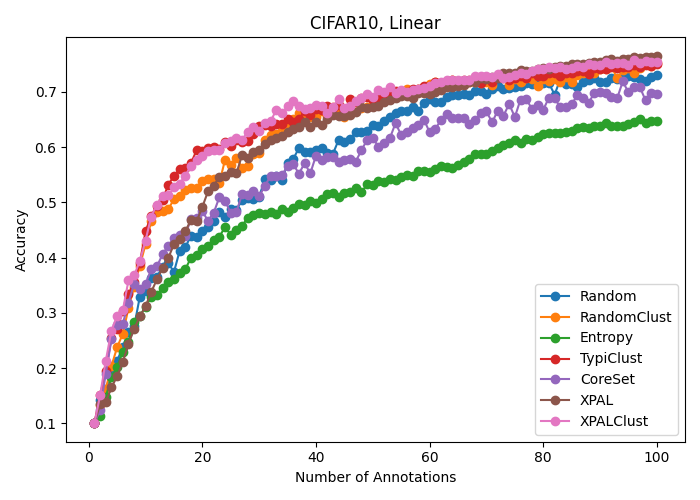 CIFAR10, Linear
Accuracy
0.7
0.6
0.5
0.4
0.3
0.2
0.1
0 20 40 60 80 100
Number of Annotations
Random
RandomClust
Entropy
TypiClust
CoreSet
XPAL
XPALClust